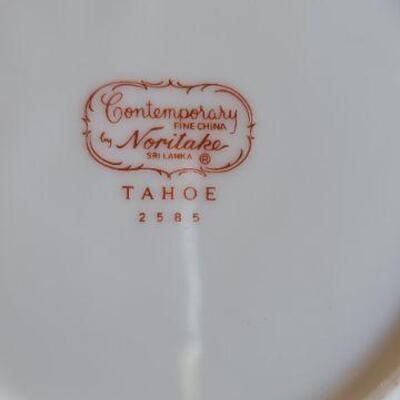 Contemporary
FINE CHINA
by Noritake
SRI LANKA ®
TAHOE
2585